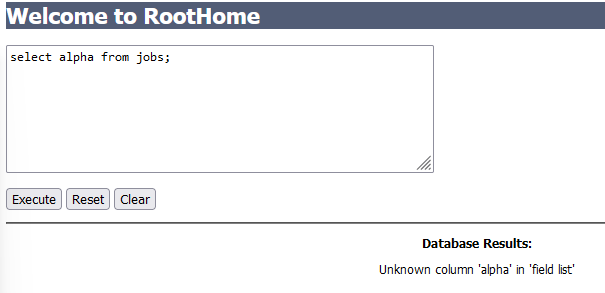 Welcome to RootHome
select alpha from jobs;
Execute Reset Clear
Database Results:
Unknown column 'alpha' in 'field list'